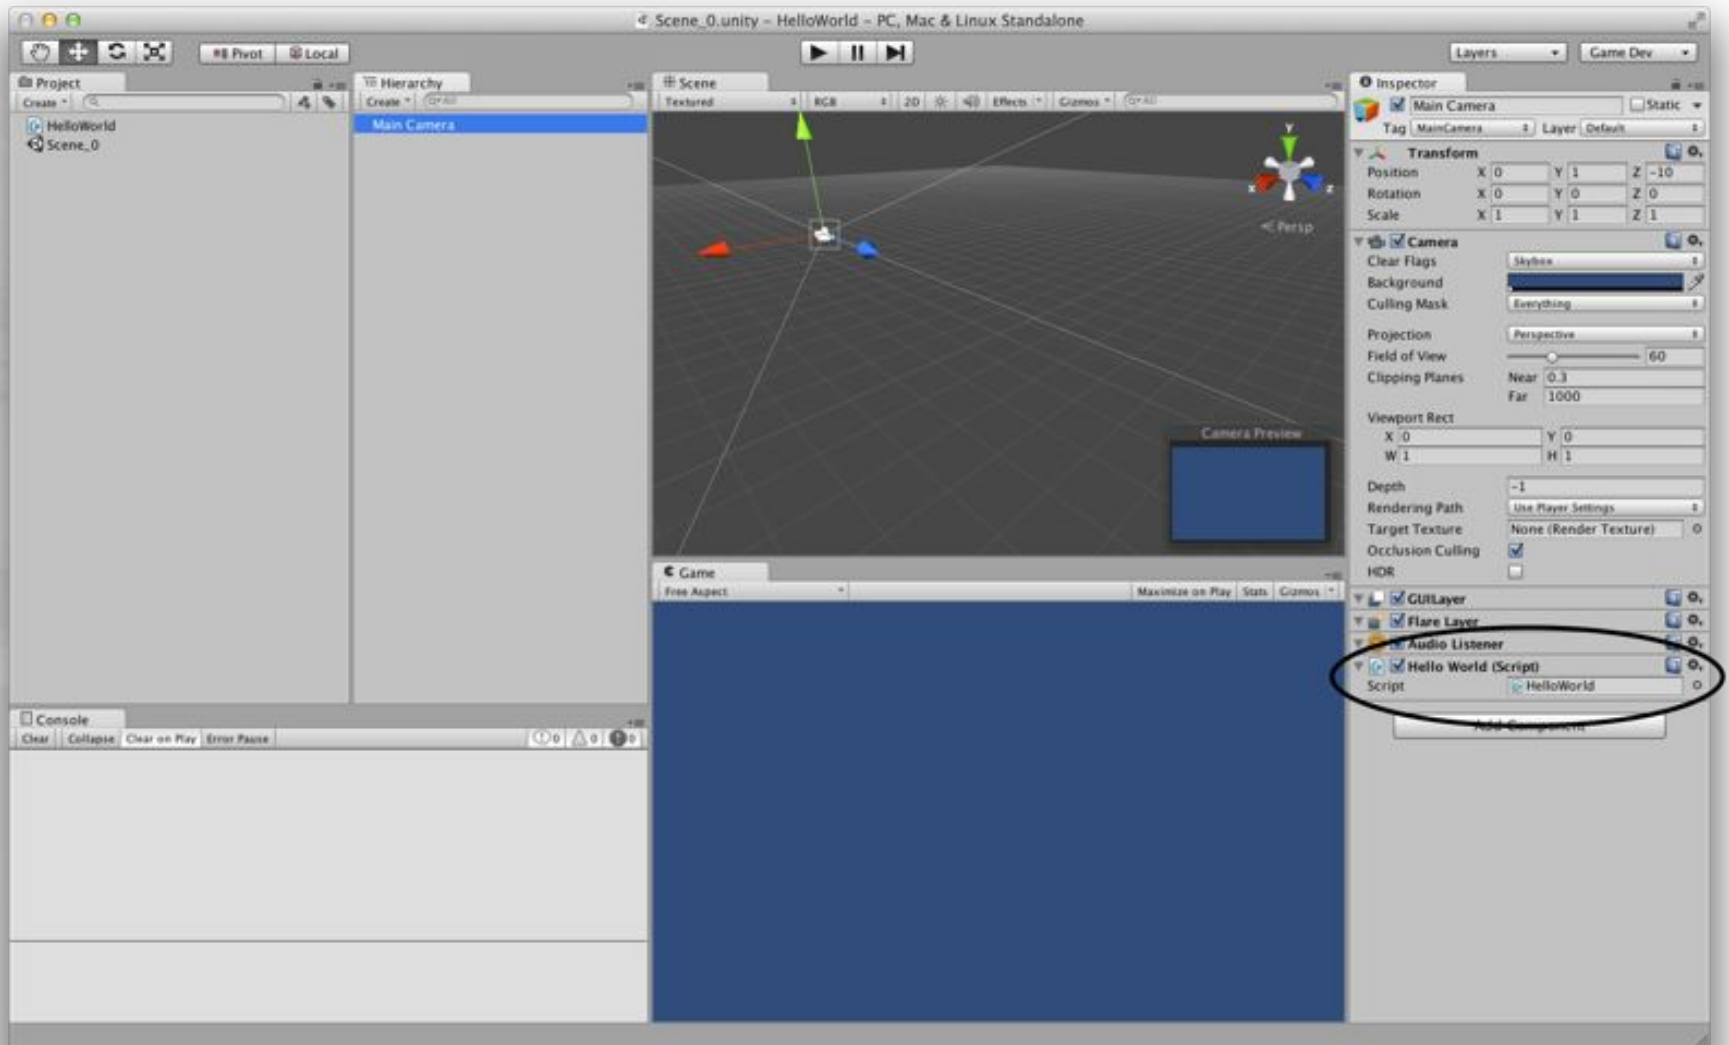 Scene_0.unity - HelloWorld - PC, Mac & Linux Standalone
Pivot Local
Layers Game Dev
Project
Create
HelloWorld
Scene_0
Hierarchy
Create All
Main Camera
Scene
Textured RGB 2D Effects Gizmos All
y
x z
Persp
Camera Preview
Game
Free Aspect Maximize on Play Stats Gizmos
Console
Clear Collapse Clear on Play Error Pause 0 0 0
Inspector
Main Camera Static
Tag MainCamera Layer Default
Transform
Position X 0 Y 1 Z -10
Rotation X 0 Y 0 Z 0
Scale X 1 Y 1 Z 1
Camera
Clear Flags Skybox
Background
Culling Mask Everything
Projection Perspective
Field of View 60
Clipping Planes Near 0.3
Far 1000
Viewport Rect
X 0 Y 0
W 1 H 1
Depth -1
Rendering Path Use Player Settings
Target Texture None (Render Texture)
Occlusion Culling
HDR
GUILayer
Flare Layer
Audio Listener
Hello World (Script)
Script HelloWorld
Add Component